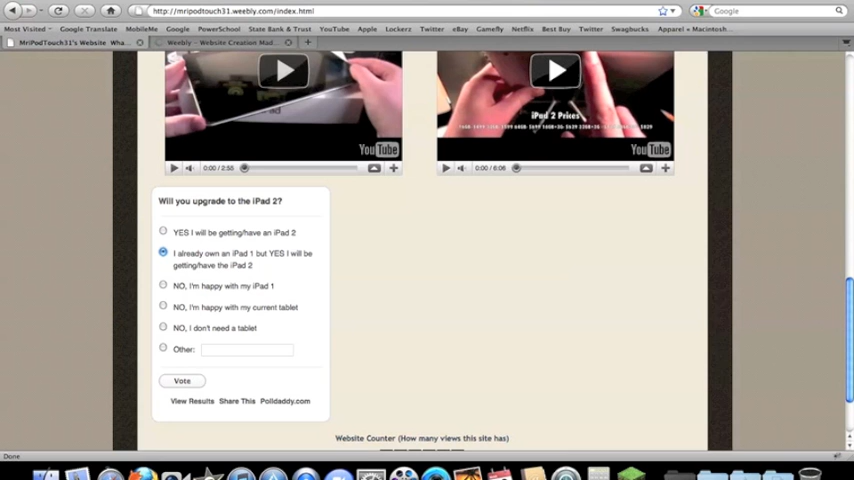 http://mripodtouch31.weebly.com/index.html
Google
Most Visited Google Translate MobileMe Google PowerSchool State Bank & Trust YouTube Apple Lockerz Twitter eBay Gamefly Netflix Best Buy Twitter Swagbucks Apparel » Macintosh...
MriPodTouch31's Website Wha...
Weebly – Website Creation Mad...
iPad 2 Prices
YouTube
YouTube
0:00 / 2:55
0:00 / 6:06
Will you upgrade to the iPad 2?
YES I will be getting/have an iPad 2
I already own an iPad 1 but YES I will be
getting/have the iPad 2
NO, I'm happy with my iPad 1
NO, I'm happy with my current tablet
NO, I don't need a tablet
Other:
Vote
View Results Share This Polldaddy.com
Website Counter (How many views this site has)
Done